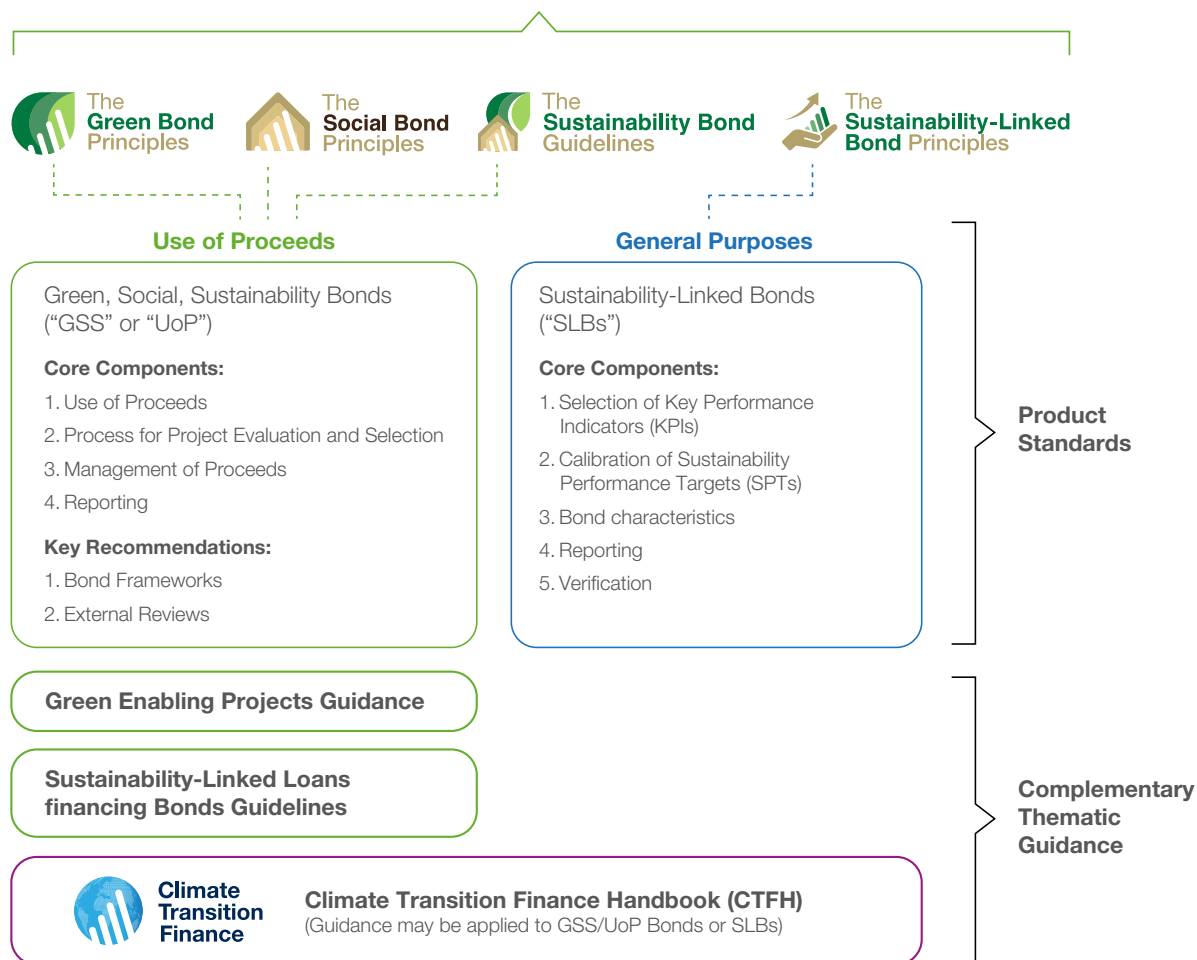 The
Green Bond
Principles
The
Social Bond
Principles
The
Sustainability Bond
Guidelines
The
Sustainability-Linked
Bond Principles
Use of Proceeds
Green, Social, Sustainability Bonds
(“GSS” or “UoP”)
Core Components:
1. Use of Proceeds
2. Process for Project Evaluation and Selection
3. Management of Proceeds
4. Reporting
Key Recommendations:
1. Bond Frameworks
2. External Reviews
General Purposes
Sustainability-Linked Bonds
(“SLBs”)
Core Components:
1. Selection of Key Performance
Indicators (KPIs)
2. Calibration of Sustainability
Performance Targets (SPTs)
3. Bond characteristics
4. Reporting
5. Verification
Product
Standards
Green Enabling Projects Guidance
Sustainability-Linked Loans
financing Bonds Guidelines
Climate
Transition
Finance
Climate Transition Finance Handbook (CTFH)
(Guidance may be applied to GSS/UoP Bonds or SLBs)
Complementary
Thematic
Guidance